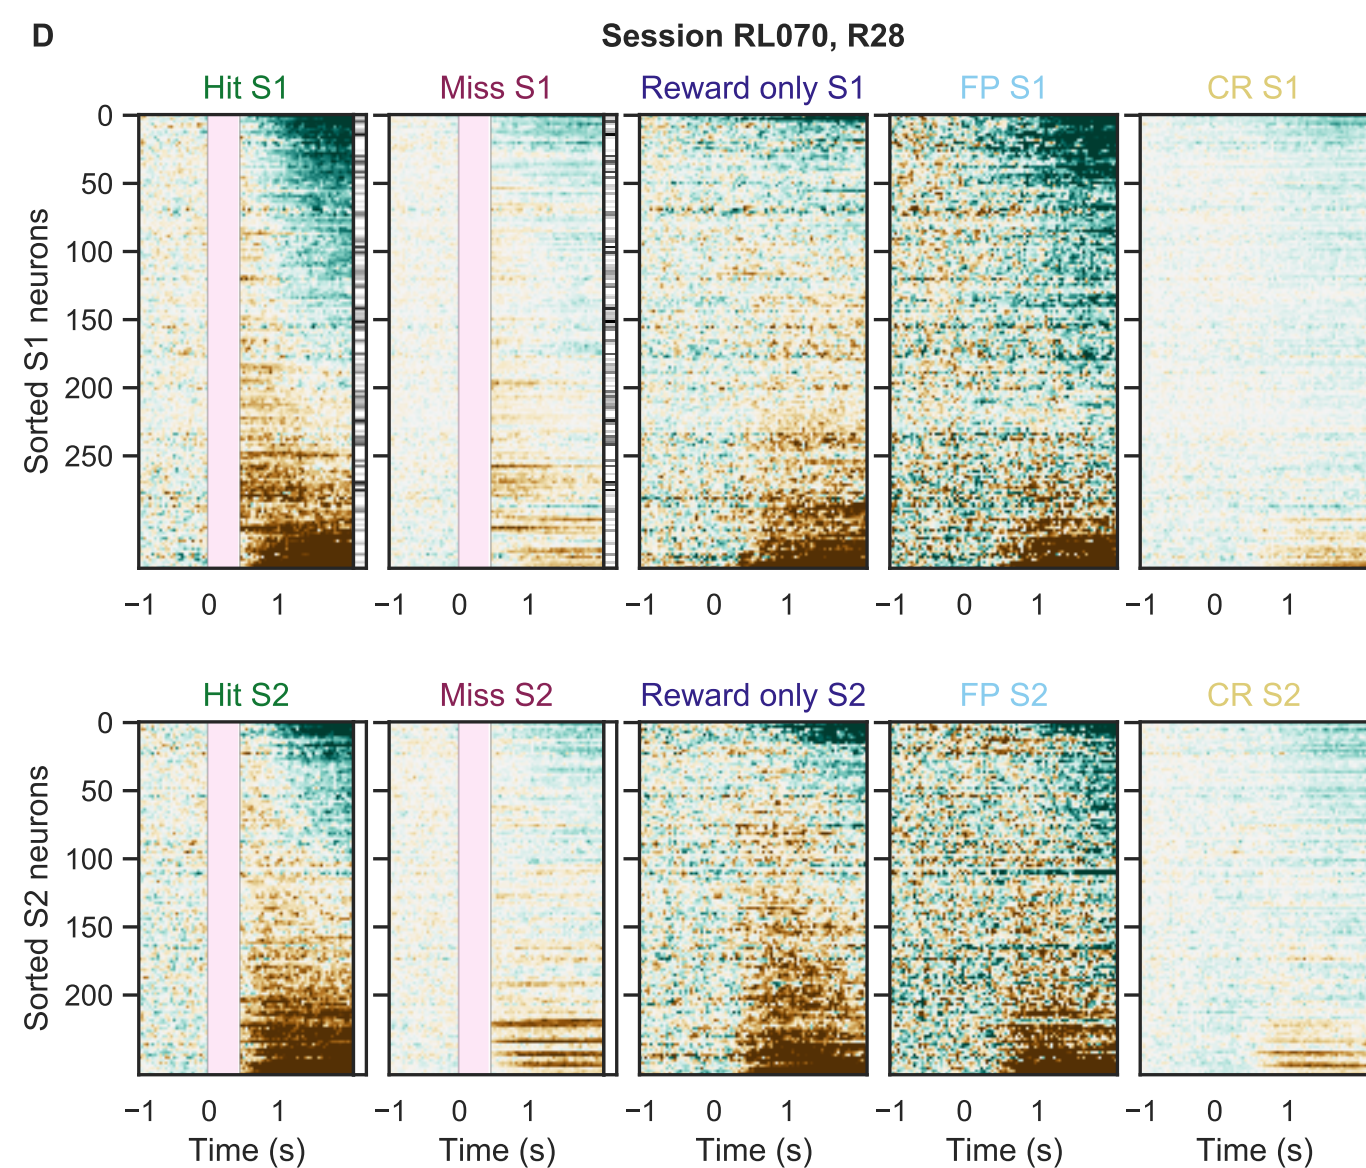 D
Session RL070, R28
Hit S1 Miss S1 Reward only S1 FP S1 CR S1
Sorted S1 neurons
0
50
100
150
200
250
−1 0 1 −1 0 1 −1 0 1 −1 0 1 −1 0 1
Hit S2 Miss S2 Reward only S2 FP S2 CR S2
Sorted S2 neurons
0
50
100
150
200
−1 0 1 −1 0 1 −1 0 1 −1 0 1 −1 0 1
Time (s) Time (s) Time (s) Time (s) Time (s)